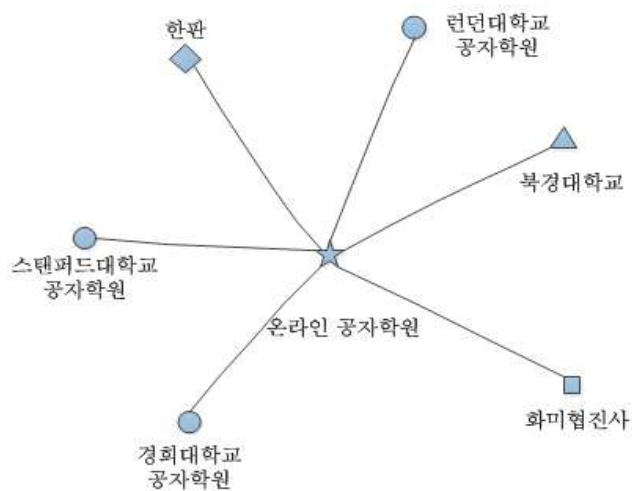 한판
런던대학교
공자학원
북경대학교
스탠퍼드대학교
공자학원
온라인 공자학원
화미협진사
경희대학교
공자학원